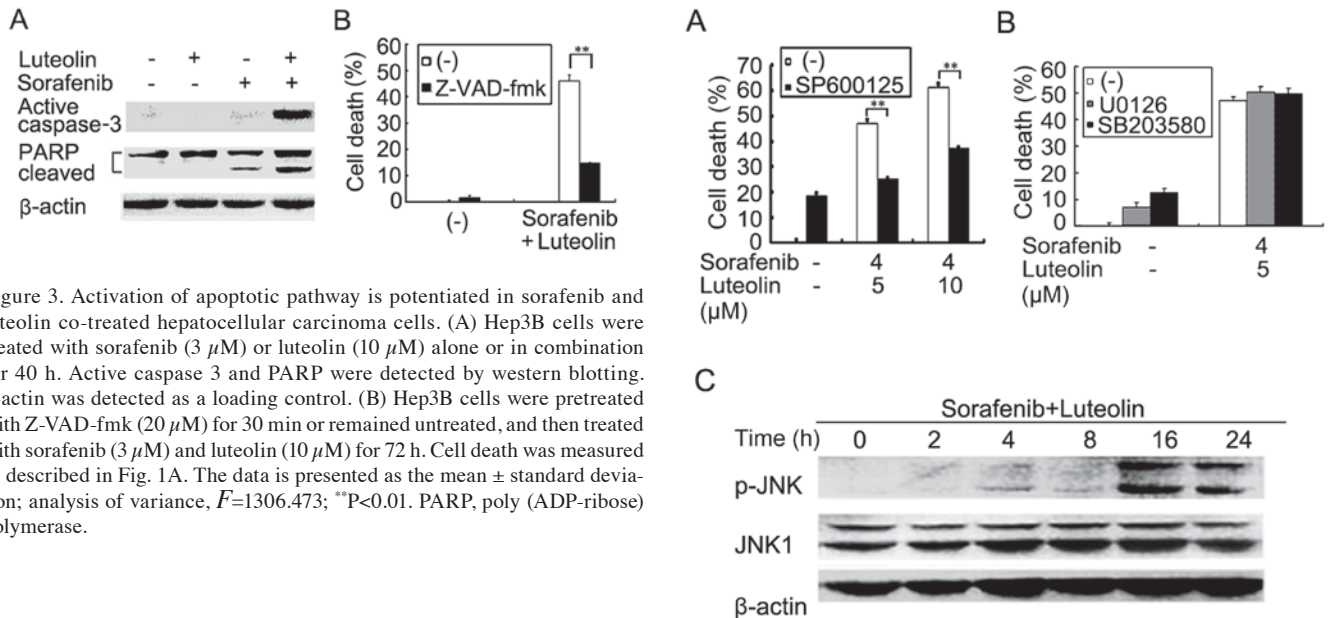 A
Luteolin - + - +
Sorafenib - - + +
Active
caspase-3
PARP
cleaved
β-actin
B
Cell death (%)
60
50
40
30
20
10
0
(-)
Z-VAD-fmk
**
(-)
Sorafenib
+ Luteolin
gure 3. Activation of apoptotic pathway is potentiated in sorafenib and
teolin co-treated hepatocellular carcinoma cells. (A) Hep3B cells were
eated with sorafenib (3 μM) or luteolin (10 μM) alone or in combination
r 40 h. Active caspase 3 and PARP were detected by western blotting.
-actin was detected as a loading control. (B) Hep3B cells were pretreated
ith Z-VAD-fmk (20 μM) for 30 min or remained untreated, and then treated
ith sorafenib (3 μM) and luteolin (10 μM) for 72 h. Cell death was measured
described in Fig. 1A. The data is presented as the mean ± standard devia-
on; analysis of variance, F=1306.473; **P<0.01. PARP, poly (ADP-ribose)
olymerase.
A
Cell death (%)
70
60
50
40
30
20
10
0
(-)
SP600125
**
**
Sorafenib - 4 4
Luteolin - 5 10
(μM)
B
Cell death (%)
60
50
40
30
20
10
0
(-)
U0126
SB203580
Sorafenib - 4
Luteolin - 5
(μM)
C
Sorafenib+Luteolin
Time (h) 0 2 4 8 16 24
p-JNK
JNK1
β-actin